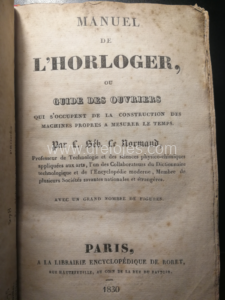 MANUEL
DE
L'HORLOGER,
OU
GUIDE DES OUVRIERS
QUI S'OCCUPENT DE LA CONSTRUCTION DES
MACHINES PROPRES A MESURER LE TEMPS.
Par L. Séb. Le Normand,
Professeur de Technologie et des sciences physico-chimiques
appliquées aux arts, l'un des Collaborateurs du Dictionnaire
technologique et de l'Encyclopédie moderne, Membre de
plusieurs Sociétés savantes nationales et étrangères.
AVEC UN GRAND NOMBRE DE FIGURES
PARIS,
A LA LIBRAIRIE ENCYCLOPÉDIQUE DE RORET,
RUE HAUTEFEUILLE, AU COIN DE LA RUE DU BATTOIR.